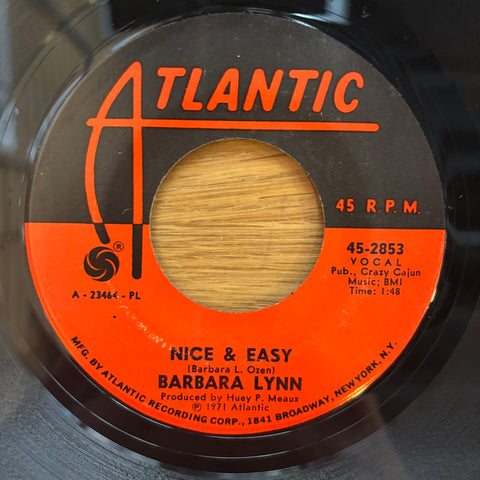 ATLANTIC
45 R.P.M.
®
45-2853
VOCAL
Pub., Crazy Cajun
Music; BMI
Time: 1:48
A - 23464 - PL
NICE & EASY
(Barbara L. Ozen)
BARBARA LYNN
Produced by Huey P. Meaux
℗ 1971 Atlantic
MFG. BY ATLANTIC RECORDING CORP., 1841 BROADWAY, NEW YORK, N.Y.